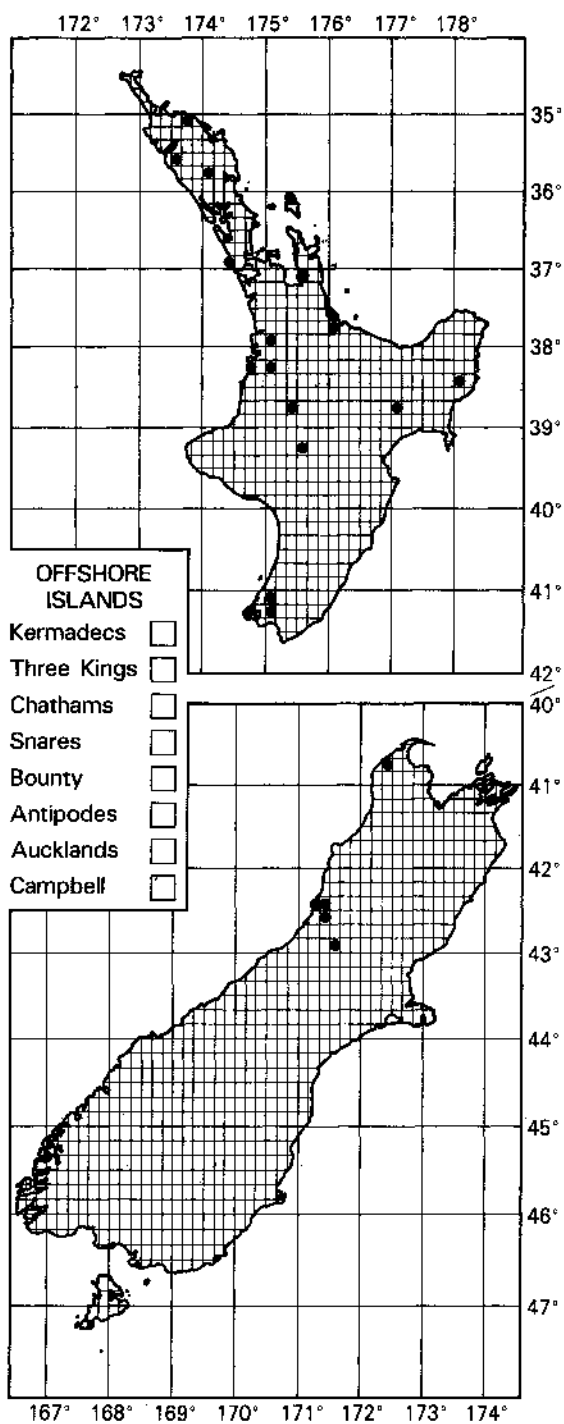 172° 173° 174° 175° 176° 177° 178°
35°
36°
37°
38°
39°
40°
41°
42°
OFFSHORE
ISLANDS
Kermadecs
Three Kings
Chathams
Snares
Bounty
Antipodes
Aucklands
Campbell
40°
41°
42°
43°
44°
45°
46°
47°
167° 168° 169° 170° 171° 172° 173° 174°